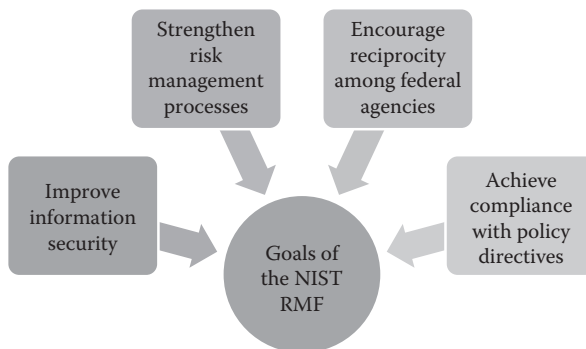 Strengthen
risk
management
processes
Encourage
reciprocity
among federal
agencies
Improve
information
security
Achieve
compliance
with policy
directives
Goals of
the NIST
RMF